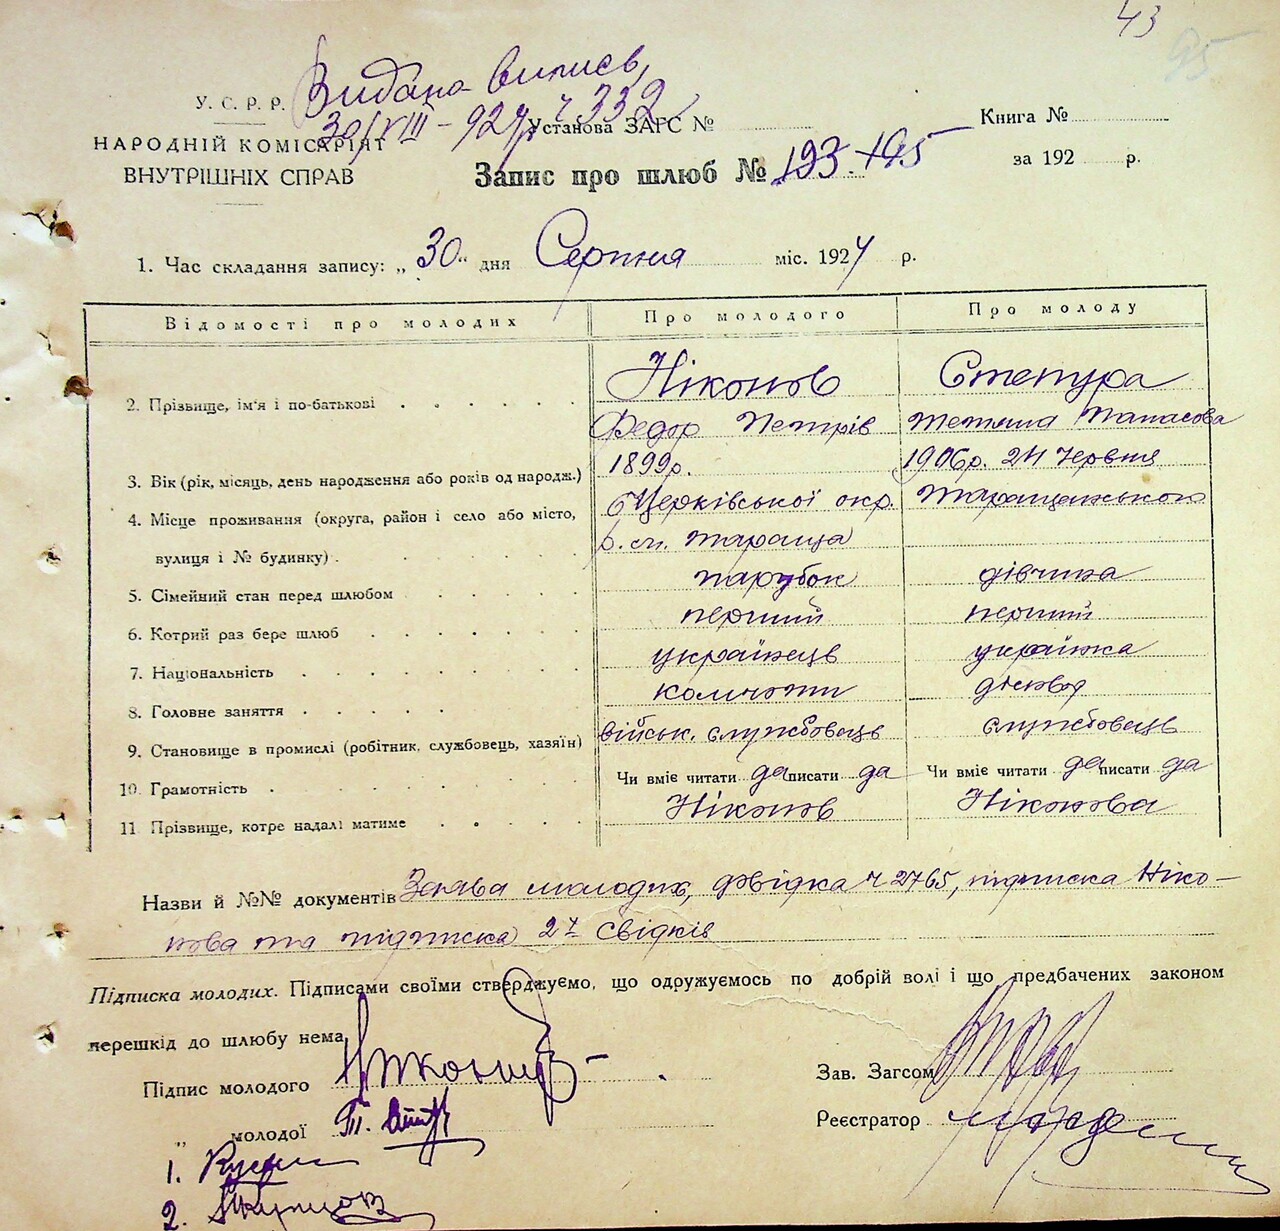 43
95
Видано випись
У. С. Р. Р.
30/VIII – 924р. ч 332
Установа ЗАГС №
Книга №
НАРОДНІЙ КОМІСАРІЯТ
ВНУТРІШНІХ СПРАВ
Запис про шлюб № 193 195
за 192 р.
1. Час складання запису: „30" дня Серпня міс. 1924 р.
Відомості про молодих
Про молодого
Про молоду
2. Прізвище, ім'я і по-батькові
Ніконов
Степура
Федор Петрів
Тетяна Панасова
3. Вік (рік, місяць, день народження або років од народж.)
1899р.
1906р. 24 Червня
4. Місце проживання (округа, район і село або місто,
вулиця і № будинку)
Б Церківської окр.
Таращанського
р. м. Тараща
5. Сімейний стан перед шлюбом
парубок
дівчина
6. Котрий раз бере шлюб
перший
перший
7. Національність
українець
українка
8. Головне заняття
9. Становище в промислі (робітник, службовець, хазяїн)
військ. службовець
службовець
10. Грамотність
Чи вміє читати да писати да
Чи вміє читати да писати да
11. Прізвище, котре надалі матиме
Ніконов
Ніконова
Назви й №№ документів Заява молодих, довідка ч 2765, підписка Ніко-
нова та підписка 2х свідків
Підписка молодих. Підписами своїми стверджуємо, що одружуємось по добрій волі і що предбачених законом
перешкід до шлюбу нема
Підпис молодого
Зав. Загсом
„ молодої
Реєстратор
1.
2.